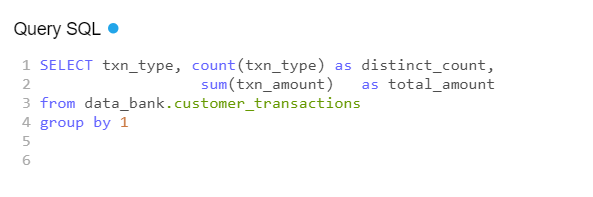 Query SQL
1 SELECT txn_type, count(txn_type) as distinct_count,
2                   sum(txn_amount)   as total_amount
3 from data_bank.customer_transactions
4 group by 1
5
6